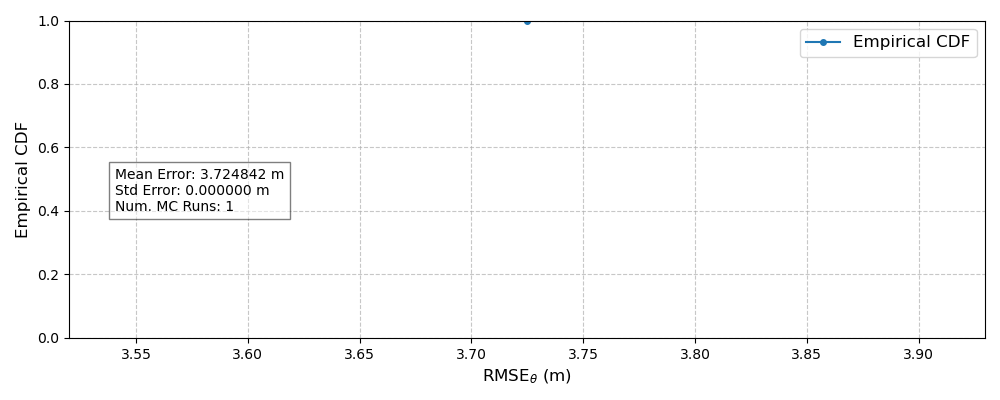 1.0
Empirical CDF
0.8
0.6
Mean Error: 3.724842 m
Std Error: 0.000000 m
Num. MC Runs: 1
0.4
0.2
0.0
Empirical CDF
3.55 3.60 3.65 3.70 3.75 3.80 3.85 3.90
RMSEθ (m)